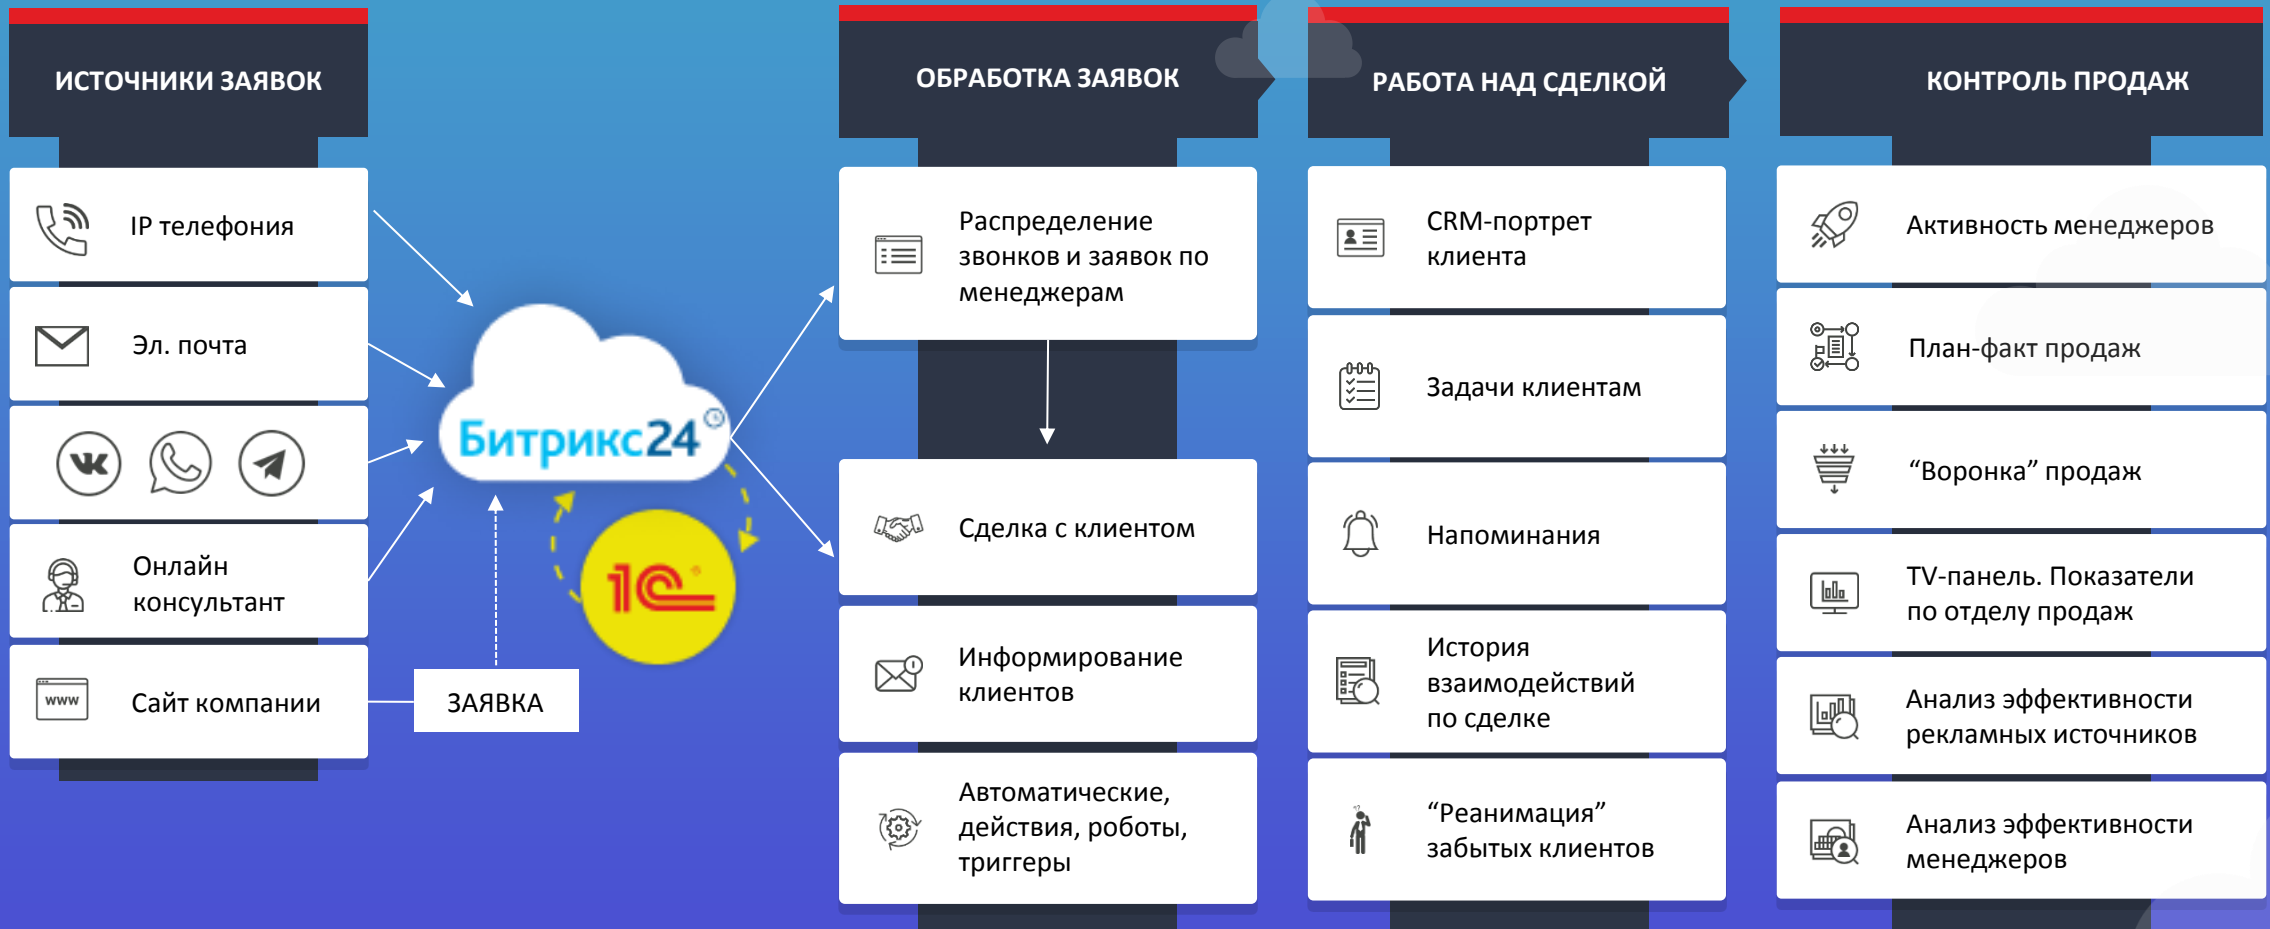 ИСТОЧНИКИ ЗАЯВОК
IP телефония
Эл. почта
Онлайн
консультант
www
Сайт компании
ЗАЯВКА
Битрикс24
1С
ОБРАБОТКА ЗАЯВОК
Распределение
звонков и заявок по
менеджерам
Сделка с клиентом
Информирование
клиентов
Автоматические,
действия, роботы,
триггеры
РАБОТА НАД СДЕЛКОЙ
CRM-портрет
клиента
Задачи клиентам
Напоминания
История
взаимодействий
по сделке
“Реанимация”
забытых клиентов
КОНТРОЛЬ ПРОДАЖ
Активность менеджеров
План-факт продаж
“Воронка” продаж
TV-панель. Показатели
по отделу продаж
Анализ эффективности
рекламных источников
Анализ эффективности
менеджеров